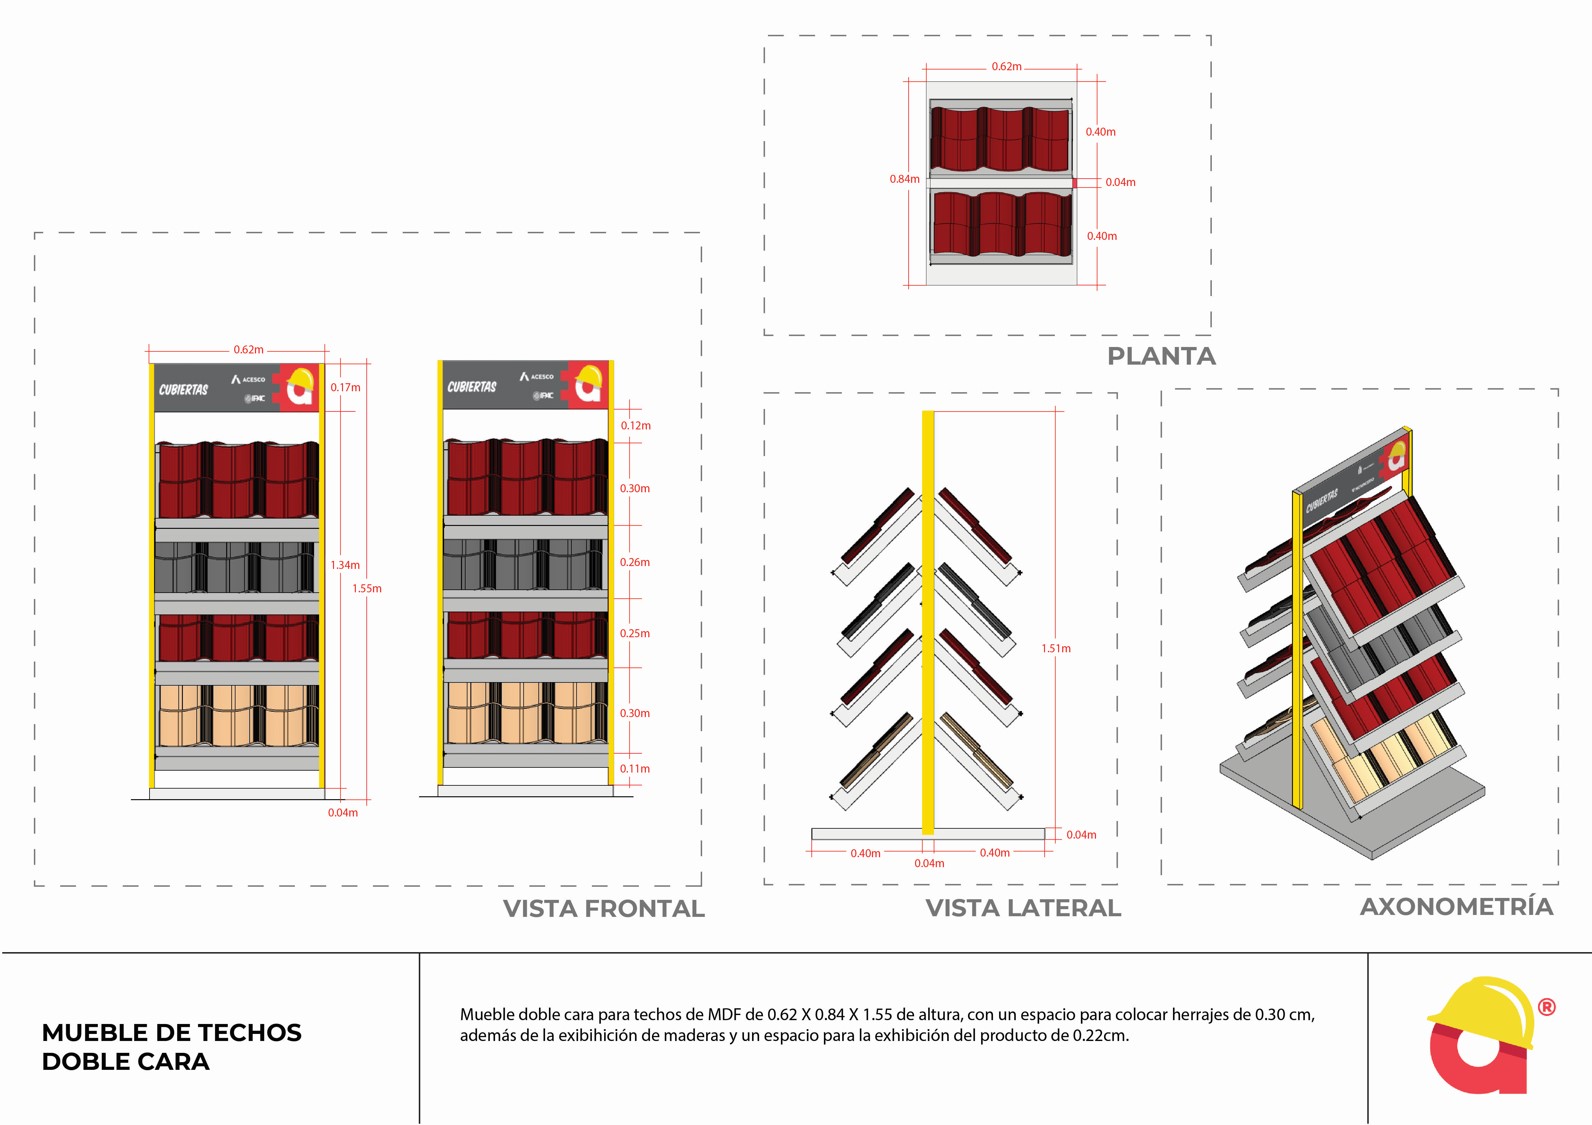 0.62m
0.40m
0.84m
0.04m
0.40m
PLANTA
0.62m
CUBIERTAS
ACESCO
IPAC
0.17m
1.34m
1.55m
0.04m
CUBIERTAS
ACESCO
IPAC
0.12m
0.30m
0.26m
0.25m
0.30m
0.11m
VISTA FRONTAL
1.51m
0.04m
0.40m
0.04m
0.40m
VISTA LATERAL
CUBIERTAS
AXONOMETRÍA
MUEBLE DE TECHOS
DOBLE CARA
Mueble doble cara para techos de MDF de 0.62 X 0.84 X 1.55 de altura, con un espacio para colocar herrajes de 0.30 cm,
además de la exibihición de maderas y un espacio para la exhibición del producto de 0.22cm.
a®